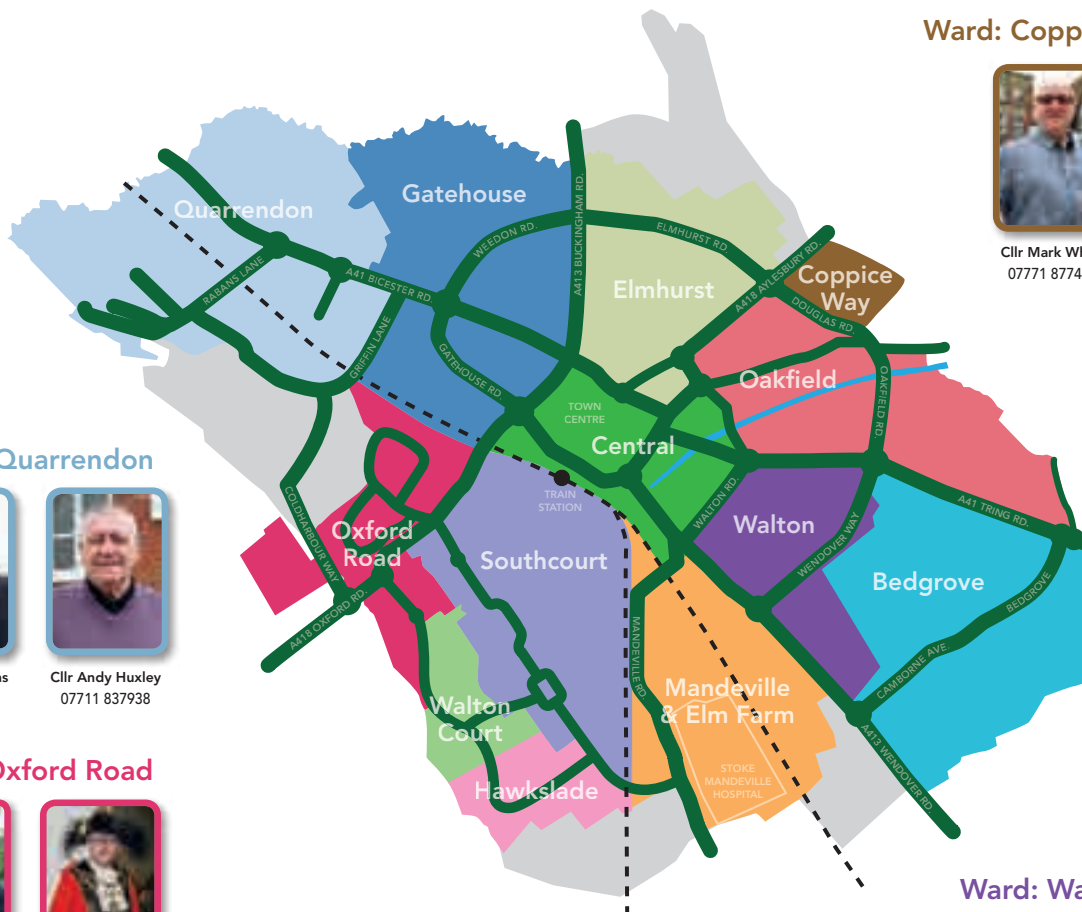 Ward: Copp
Cllr Mark Wh
07771 8774
Quarrendon
Gatehouse
WEEDON RD.
A413 BUCKINGHAM RD.
ELMHURST RD
A418 AYLESBURY RD.
Coppice
Way
DOUGLAS RD
Elmhurst
RABANS LANE
A41 BICESTER RD
GRIFFIN LANE
GATEHOUSE RD
Oakfield
OAKFIELD RD.
TOWN
CENTRE
Central
Quarrendon
ns
Cllr Andy Huxley
07711 837938
COLDHARBOUR WAY
TRAIN
STATION
WALTON RD.
Walton
WENDOVER WAY
A41 TRING RD.
Oxford
Road
Southcourt
Bedgrove
BEDGROVE
A418 OXFORD RD.
MANDEVILLE RD
CAMBORNE AVE.
Mandeville
& Elm Farm
Walton
Court
A413 WENDOVER RD.
STOKE
MANDEVILLE
HOSPITAL
Hawkslade
Oxford Road
Ward: Wa